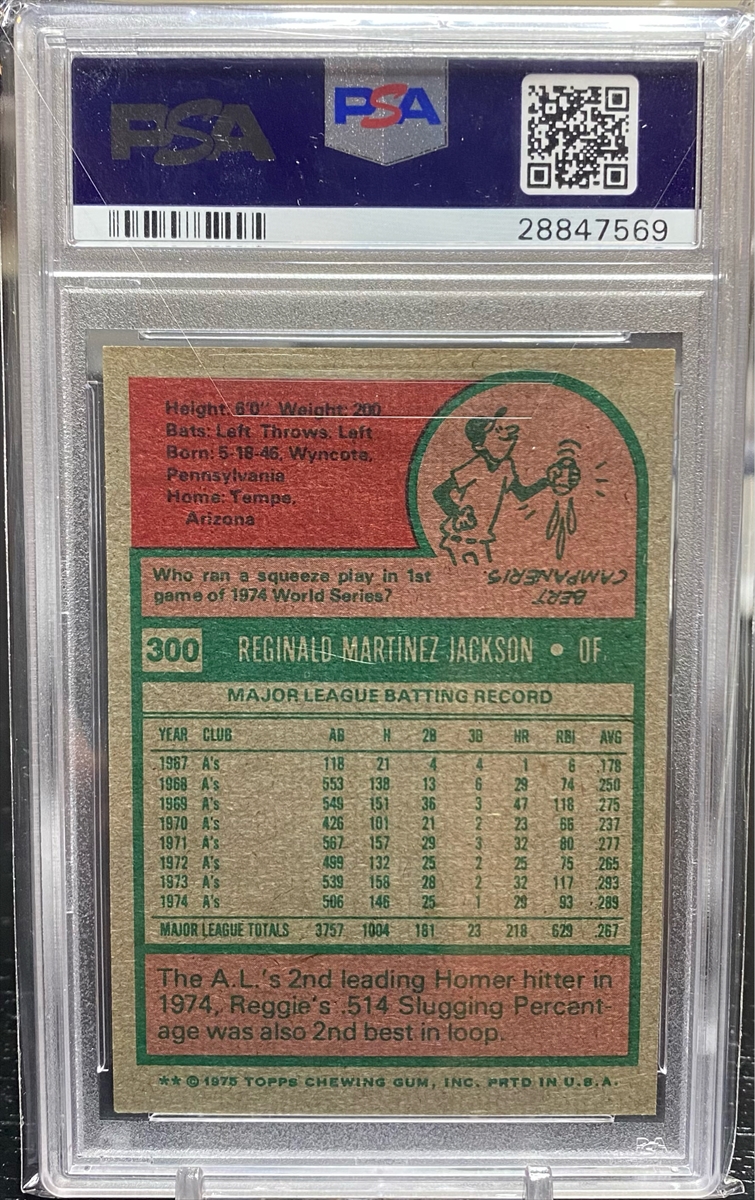 PSA PSA
28847569
Height: 6'0" Weight: 200
Bats: Left Throws: Left
Born: 5-18-46, Wyncote,
Pennsylvania
Home: Tempe,
Arizona
Who ran a squeeze play in 1st
game of 1974 World Series?
BERT
CAMPANERIS.
300 REGINALD MARTINEZ JACKSON • OF
MAJOR LEAGUE BATTING RECORD
YEAR CLUB AB H 2B 3B HR RBI AVG
1967 A's 118 21 4 4 1 6 .178
1968 A's 553 138 13 6 29 74 .250
1969 A's 549 151 36 3 47 118 .275
1970 A's 426 101 21 2 23 66 .237
1971 A's 567 157 29 3 32 80 .277
1972 A's 499 132 25 2 25 75 .265
1973 A's 539 158 28 2 32 117 .293
1974 A's 506 146 25 1 29 93 .289
MAJOR LEAGUE TOTALS 3757 1004 181 23 218 629 .267
The A.L.'s 2nd leading Homer hitter in
1974, Reggie's .514 Slugging Percent-
age was also 2nd best in loop.
** © 1975 TOPPS CHEWING GUM, INC. PRTD IN U.S.A.